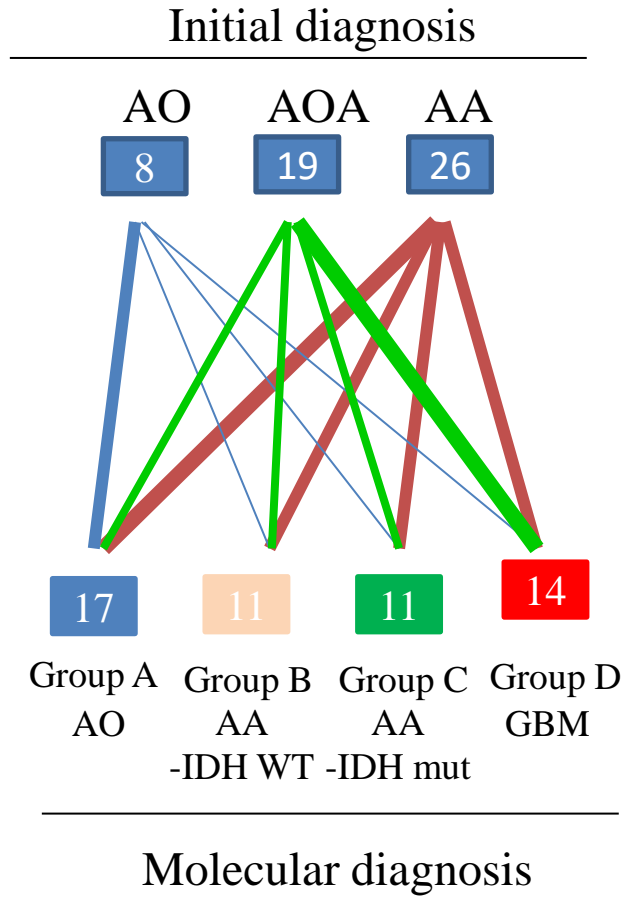 Initial diagnosis
AO AOA AA
8 19 26
17 11 11 14
Group A Group B Group C Group D
AO AA AA GBM
-IDH WT -IDH mut
Molecular diagnosis